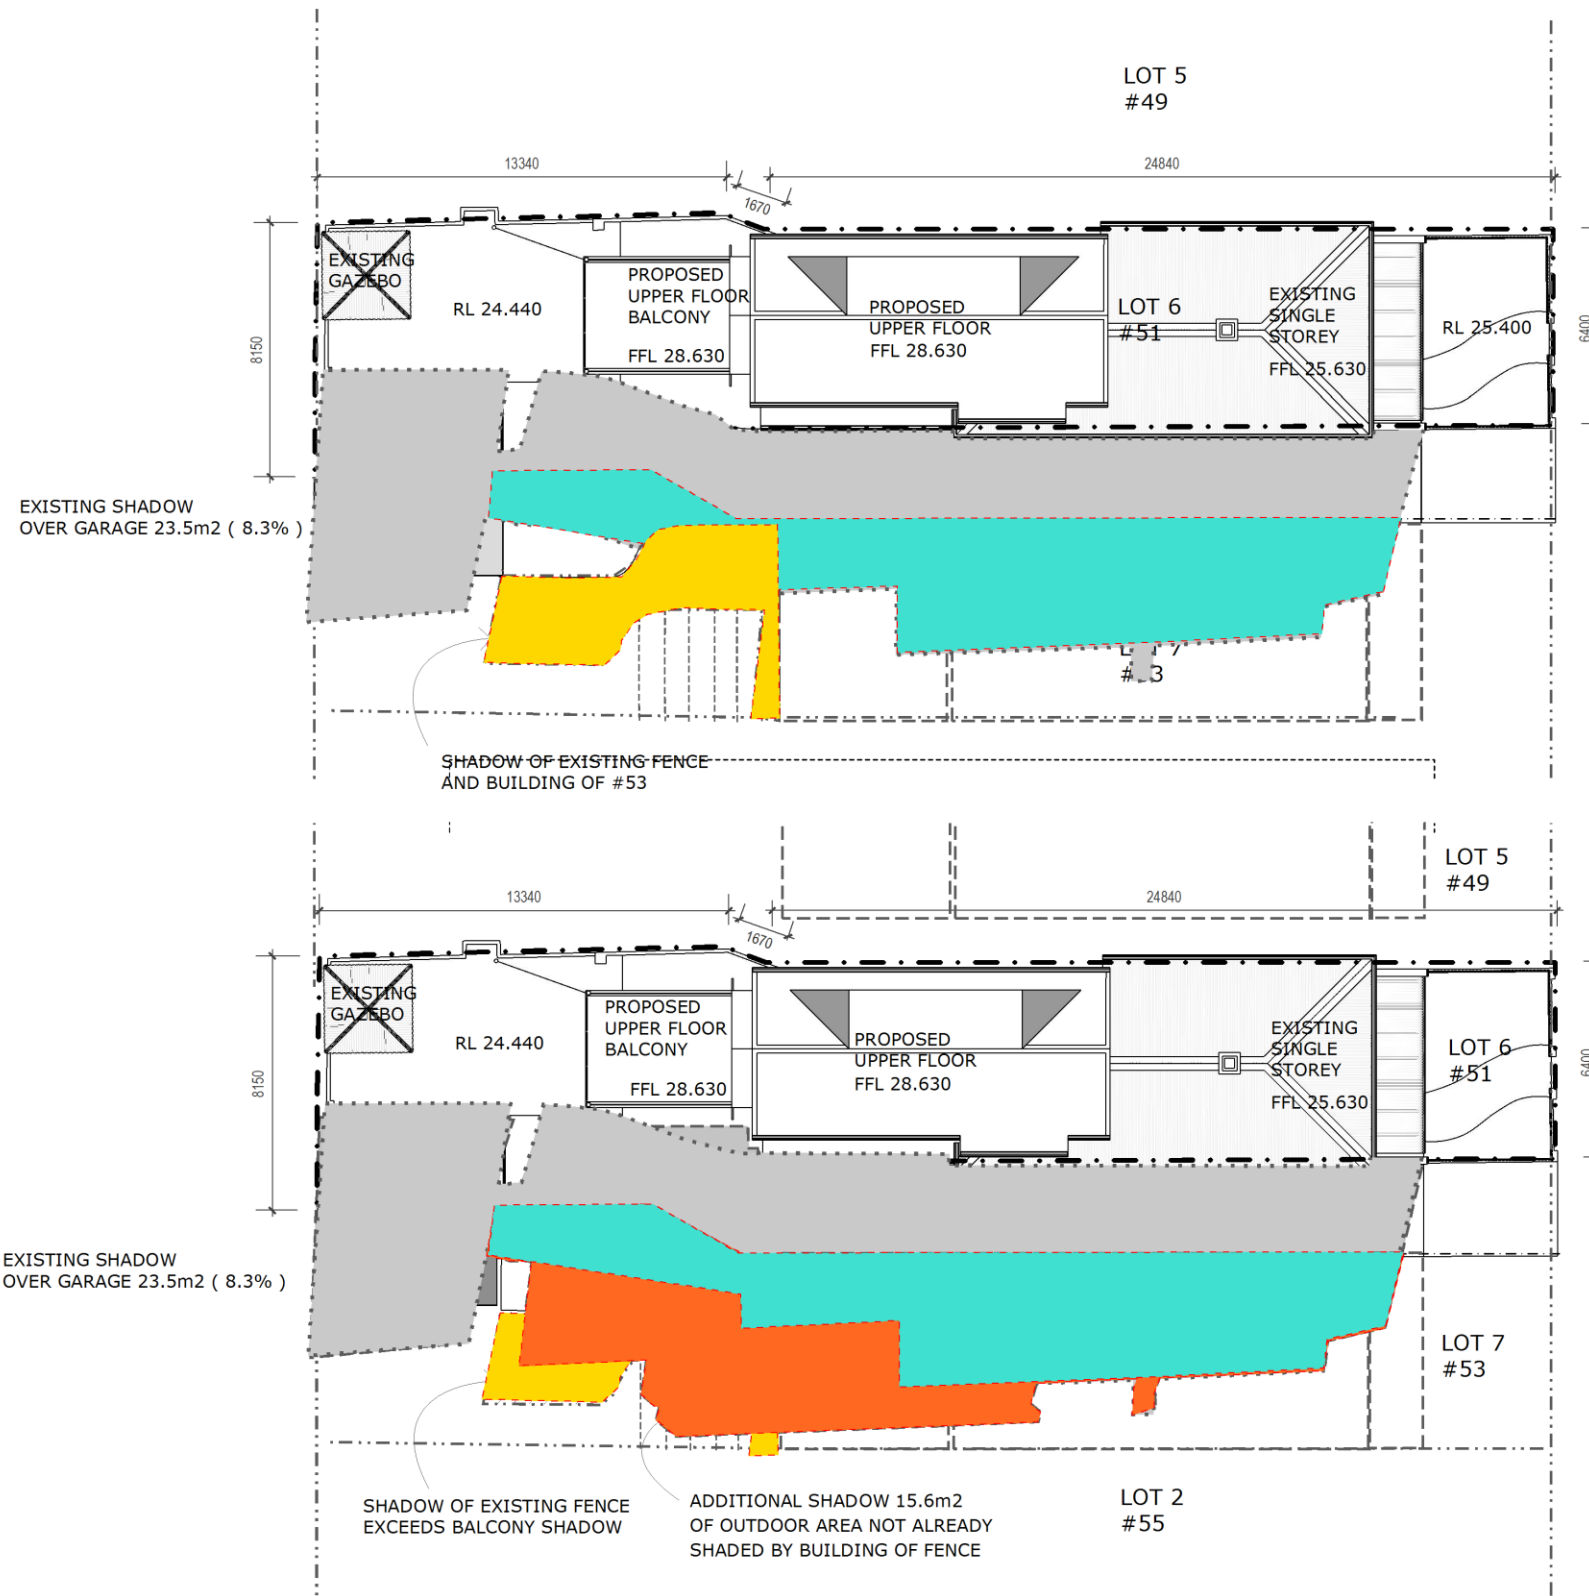 LOT 5
#49
13340
24840
1670
8150
6400
EXISTING
GAZEBO
RL 24.440
PROPOSED
UPPER FLOOR
BALCONY
FFL 28.630
PROPOSED
UPPER FLOOR
FFL 28.630
LOT 6
#51
EXISTING
SINGLE
STOREY
FFL 25.630
RL 25.400
EXISTING SHADOW
OVER GARAGE 23.5m2 ( 8.3% )
SHADOW OF EXISTING FENCE
AND BUILDING OF #53
LOT 5
#49
13340
24840
1670
8150
6400
EXISTING
GAZEBO
RL 24.440
PROPOSED
UPPER FLOOR
BALCONY
FFL 28.630
PROPOSED
UPPER FLOOR
FFL 28.630
EXISTING
SINGLE
STOREY
FFL 25.630
LOT 6
#51
EXISTING SHADOW
OVER GARAGE 23.5m2 ( 8.3% )
LOT 7
#53
SHADOW OF EXISTING FENCE
EXCEEDS BALCONY SHADOW
ADDITIONAL SHADOW 15.6m2
OF OUTDOOR AREA NOT ALREADY
SHADED BY BUILDING OF FENCE
LOT 2
#55